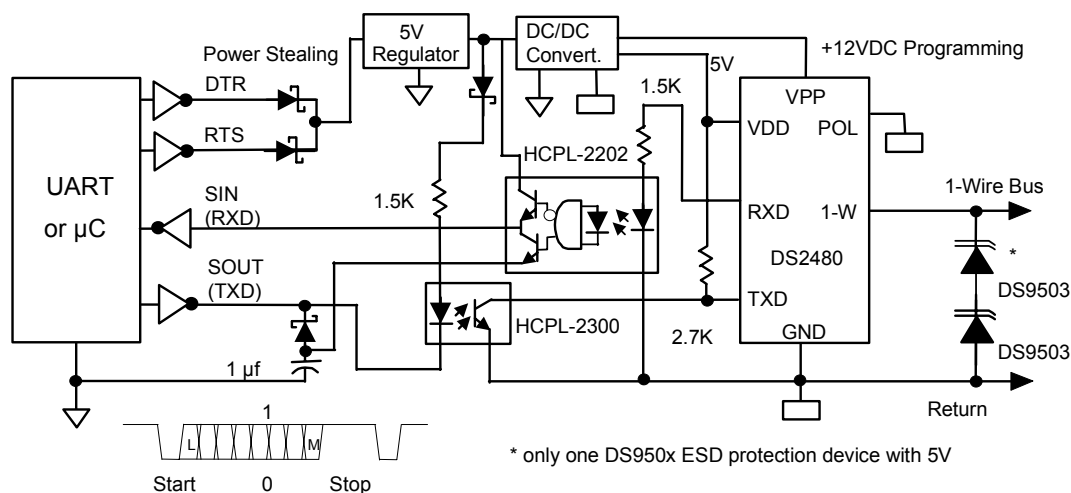 Power Stealing
5V
Regulator
DC/DC
Convert.
+12VDC Programming
DTR
5V
1.5K
VPP
VDD
POL
RTS
HCPL-2202
UART
or µC
SIN
(RXD)
1.5K
1-Wire Bus
RXD
1-W
*
DS2480
SOUT
(TXD)
DS9503
TXD
HCPL-2300
2.7K
GND
DS9503
1 µf
Return
1
L
M
* only one DS950x ESD protection device with 5V
Start
0
Stop